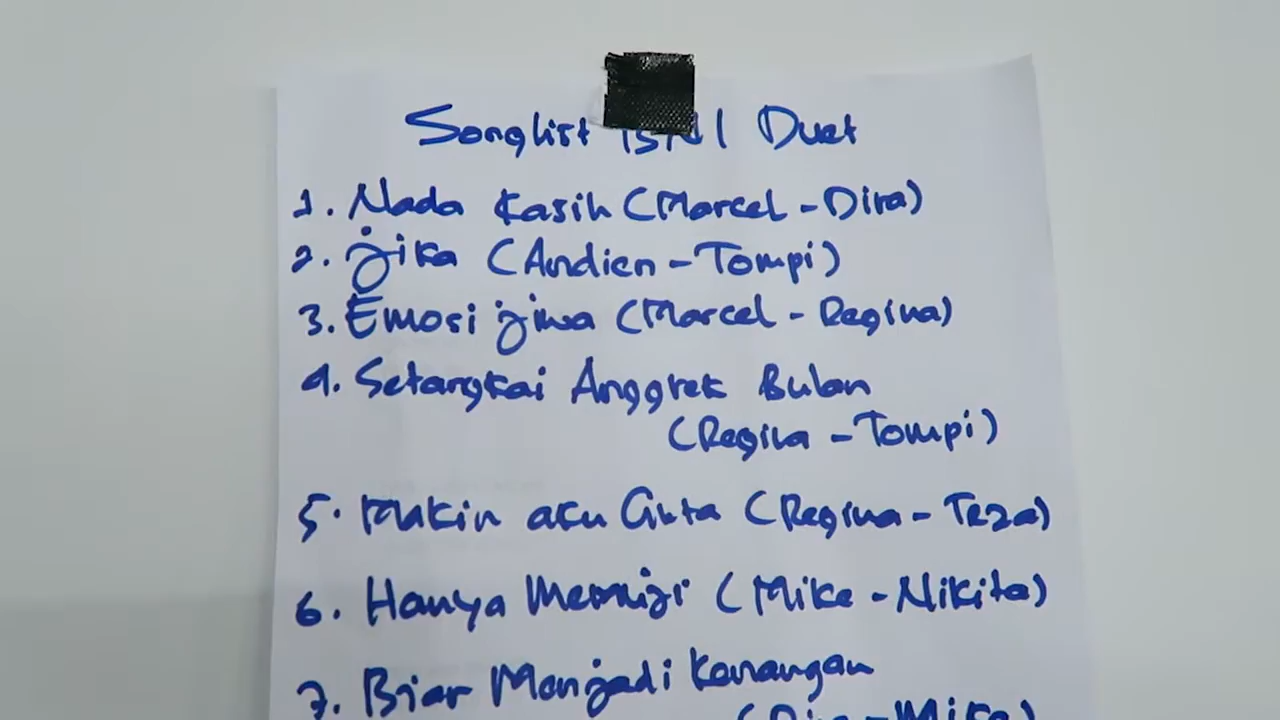 Songlist BNI Duet
1. Nada Kasih (Marcel - Dira)
2. Jika (Andien - Tompi)
3. Emosi Jiwa (Marcel - Regina)
4. Setangkai Anggrek Bulan
(Regina - Tompi)
5. Makin aku Cinta (Regina - Teza)
6. Hanya Memuji (Mike - Nikita)
7. Biar Menjadi Kenangan